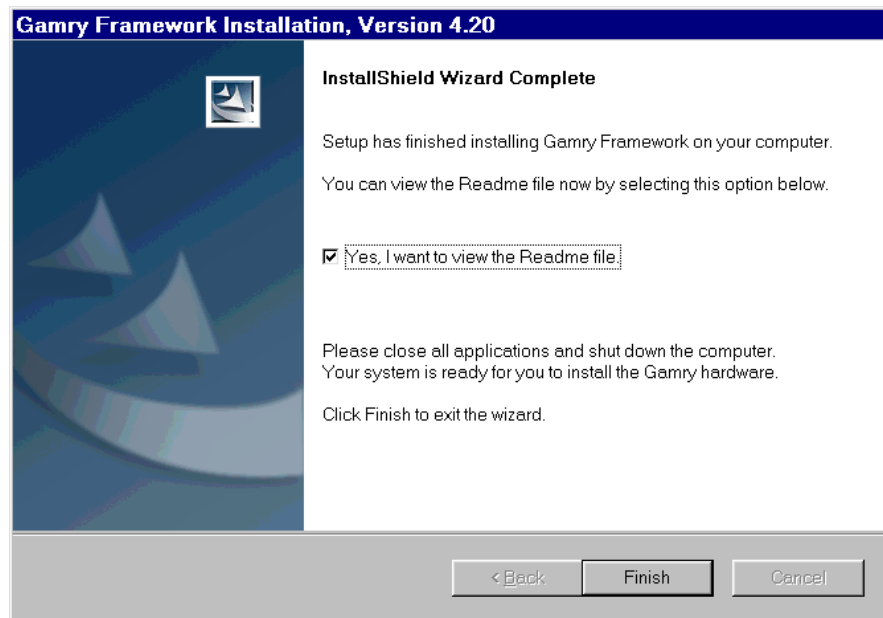 Gamry Framework Installation, Version 4.20
InstallShield Wizard Complete
Setup has finished installing Gamry Framework on your computer.
You can view the Readme file now by selecting this option below.
Yes, I want to view the Readme file.
Please close all applications and shut down the computer.
Your system is ready for you to install the Gamry hardware.
Click Finish to exit the wizard.
< Back Finish Cancel